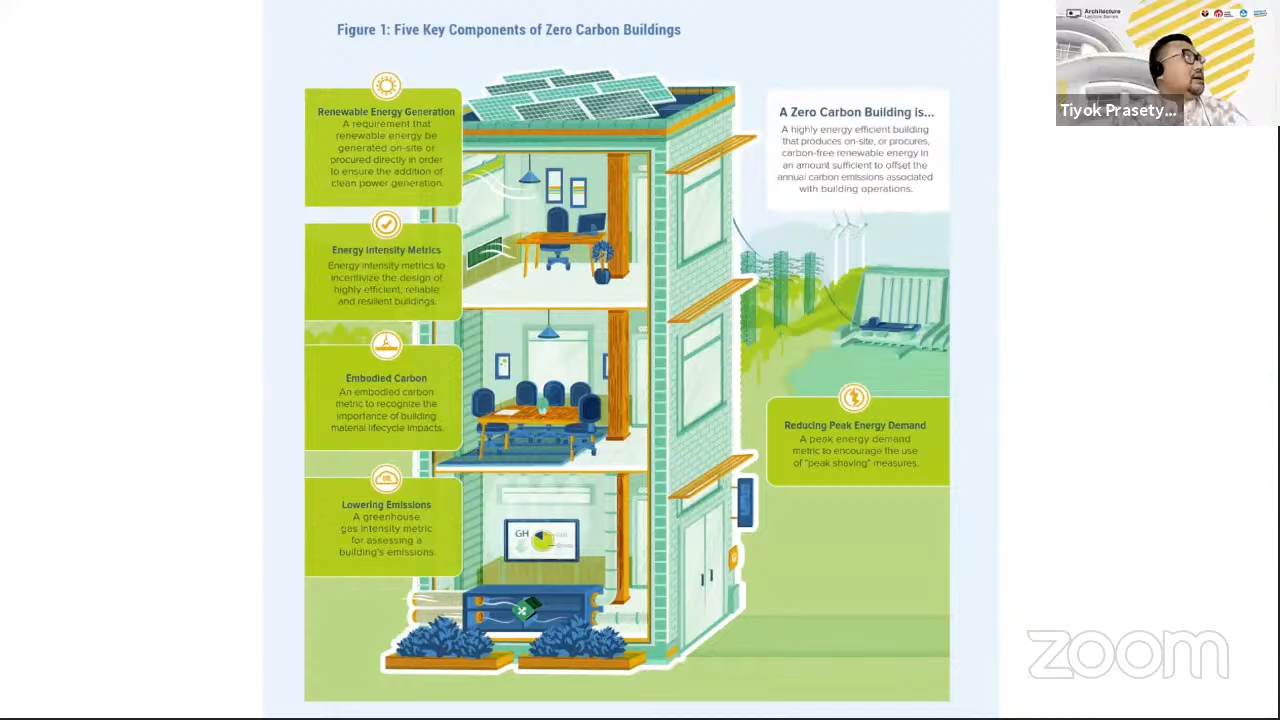 Figure 1: Five Key Components of Zero Carbon Buildings
Renewable Energy Generation
A requirement that
renewable energy be
generated on-site or
procured directly in order
to ensure the addition of
clean power generation.
Energy Intensity Metrics
Energy intensity metrics to
incentivize the design of
highly efficient, reliable
and resilient buildings.
Embodied Carbon
An embodied carbon
metric to recognize the
importance of building
material lifecycle impacts.
Lowering Emissions
A greenhouse
gas intensity metric
for assessing a
building's emissions.
GH
A Zero Carbon Building is...
A highly energy efficient building
that produces on-site, or procures,
carbon-free renewable energy in
an amount sufficient to offset the
annual carbon emissions associated
with building operations.
Reducing Peak Energy Demand
A peak energy demand
metric to encourage the use
of "peak shaving" measures.
Architecture
Lecture Series
Tiyok Prasety...
zoom